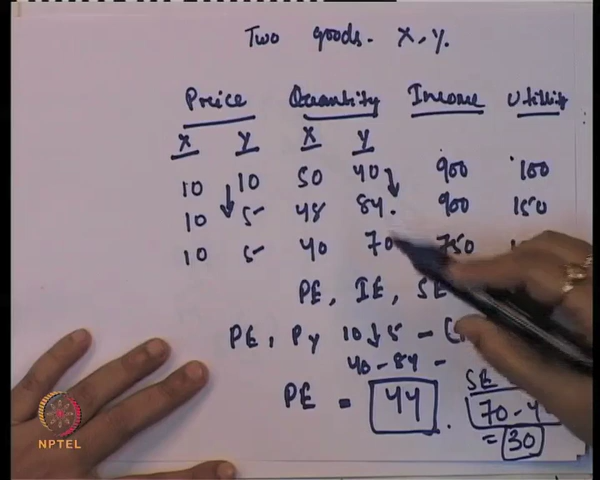 Two goods - X, Y.
Price Quantity Income Utility
X Y X Y
10 10 50 40 900 100
10 5 48 84 900 150
10 5 40 70 750
PE, IE, SE
PE, Py 10 ↓ 5 -
40 - 84 -
PE = 44
SE
70 - 4
= 30
NPTEL